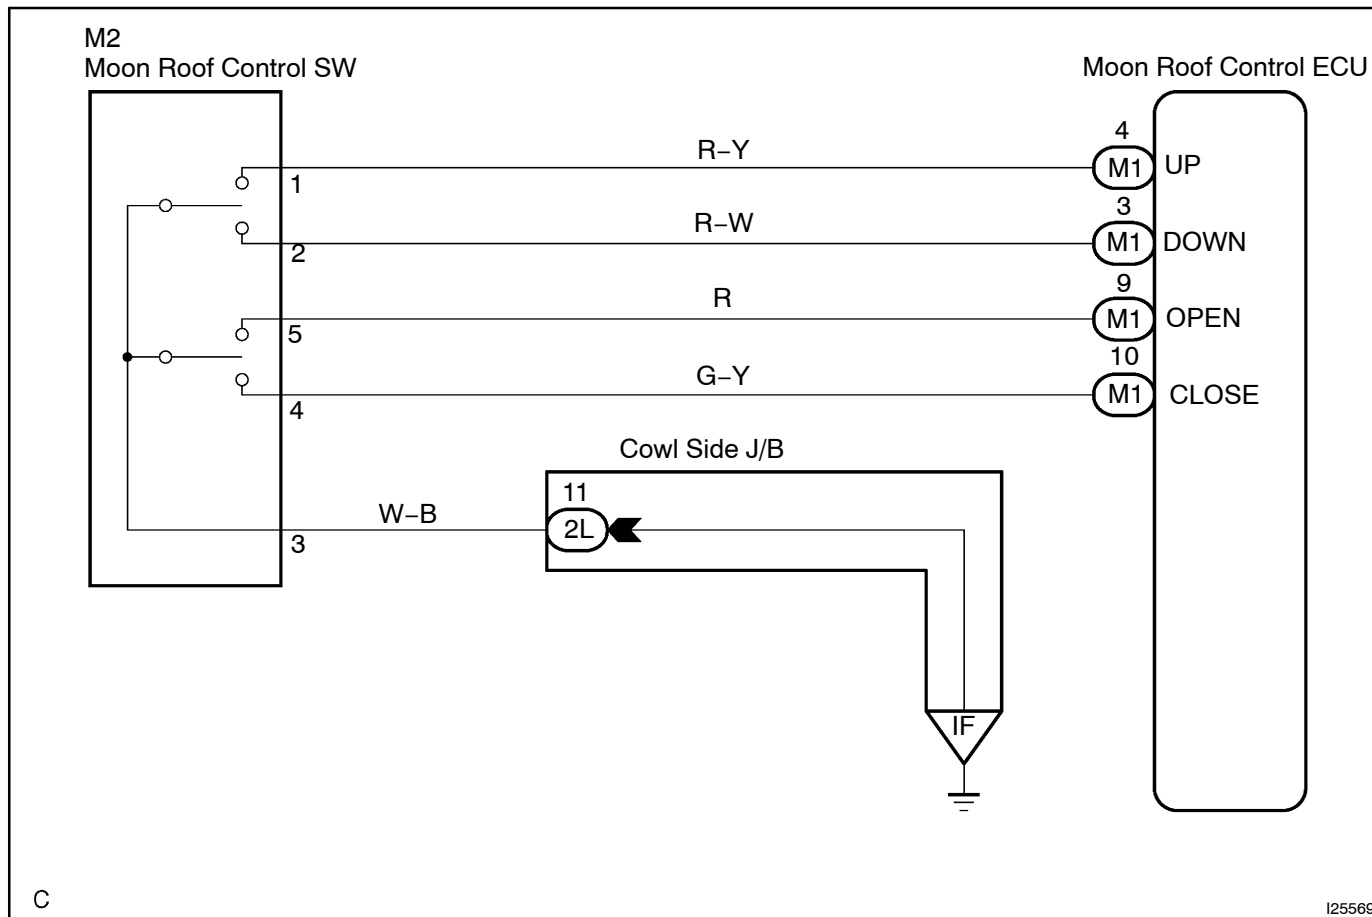 M2
Moon Roof Control SW
Moon Roof Control ECU
4
R–Y
M1
UP
1
3
R–W
M1
DOWN
2
9
R
M1
OPEN
5
10
G–Y
M1
CLOSE
4
Cowl Side J/B
11
W–B
2L
3
IF
C
I25569